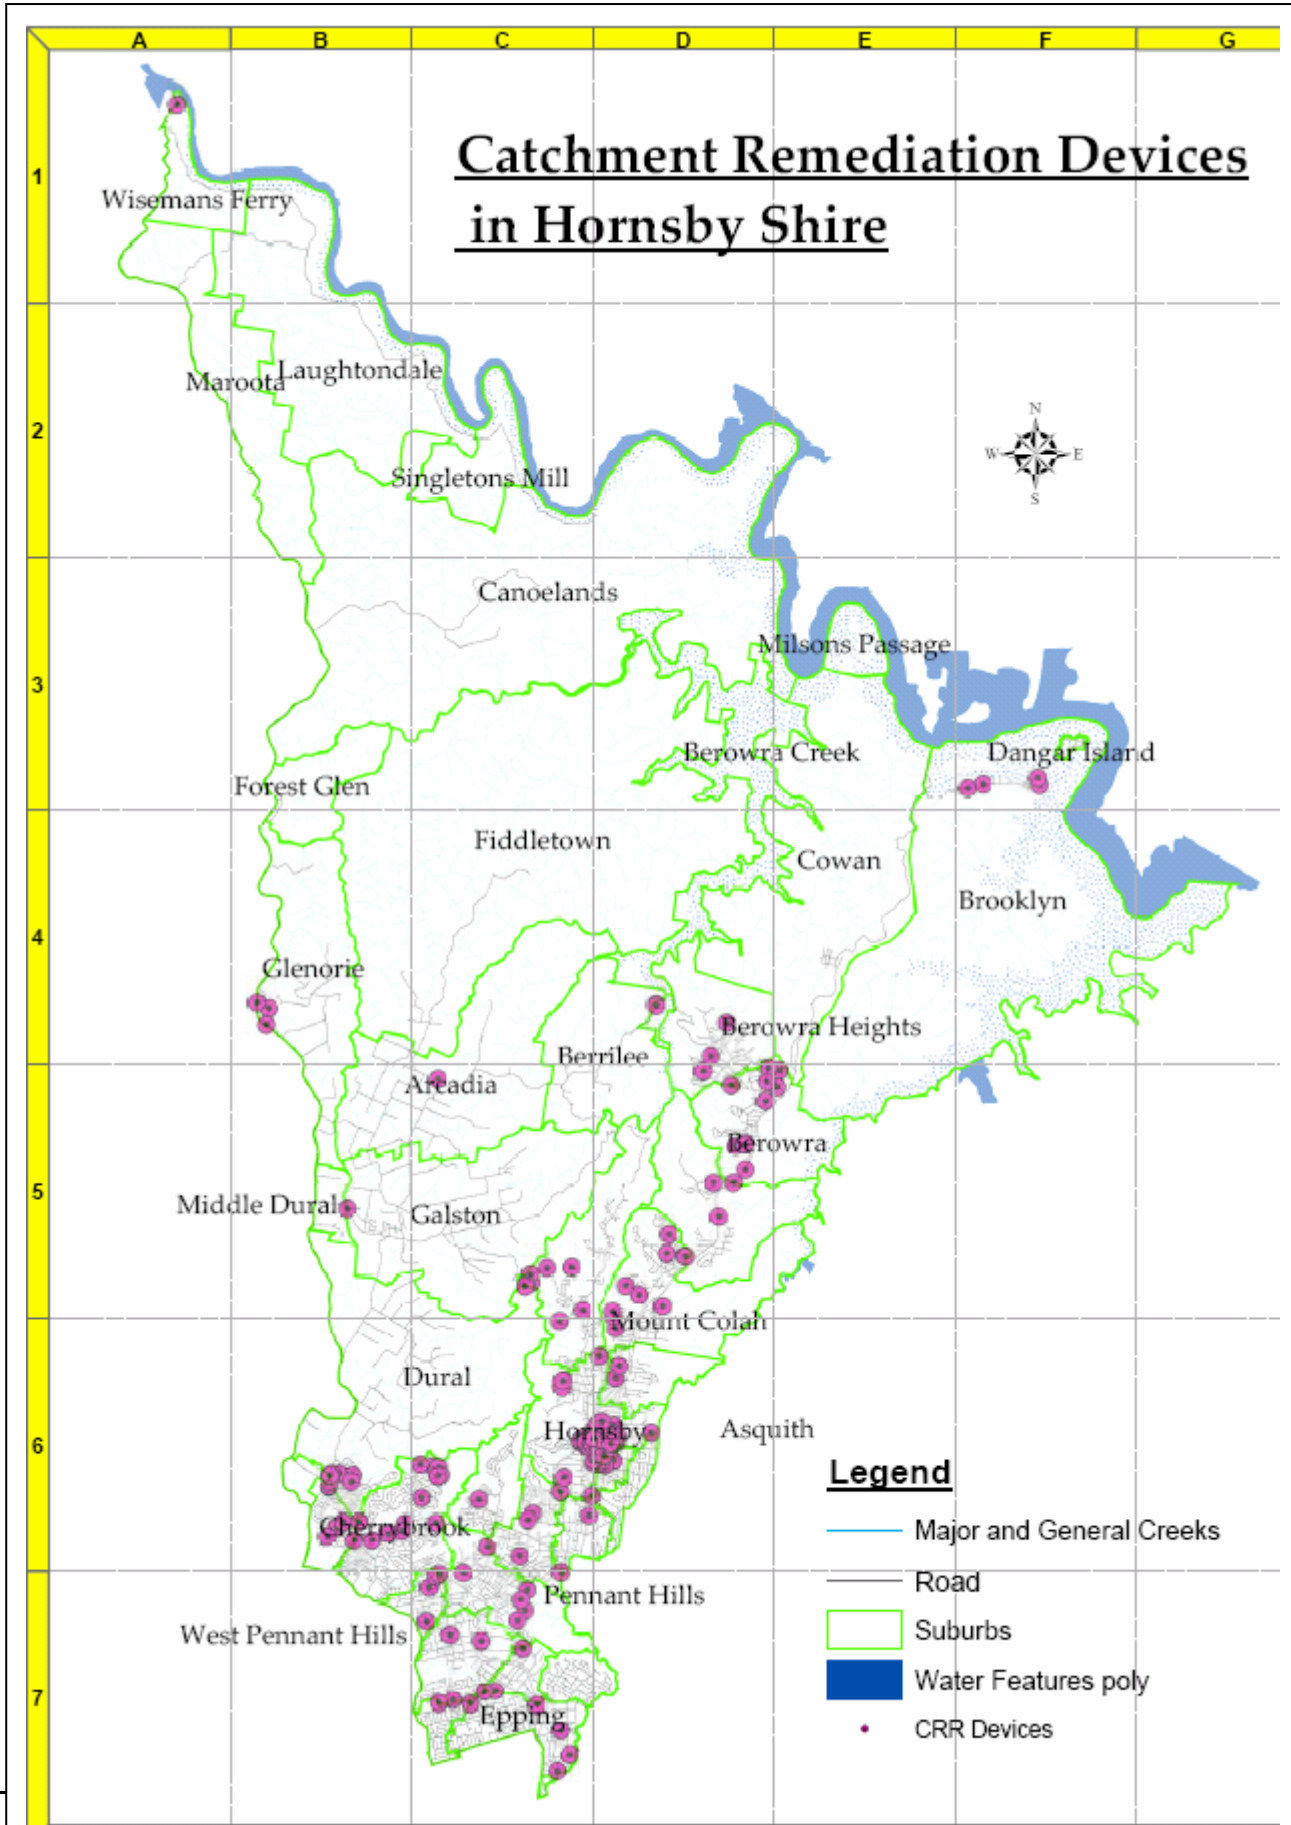 A B C D E F G
Catchment Remediation Devices
in Hornsby Shire
1
Wisemans Ferry
Laughtondale
Maroota
2
N
W E
S
Singletons Mill
Canoelands
Milsons Passage
3
Berowra Creek
Dangar Island
Forest Glen
Fiddletown
Cowan
Brooklyn
4
Glenorie
Berowra Heights
Berrilee
Arcadia
Berowra
5
Middle Dural
Galston
Mount Colah
Dural
Hornsby
Asquith
6
Legend
Cherrybrook
Major and General Creeks
Road
Pennant Hills
Suburbs
West Pennant Hills
Water Features poly
7
Epping
CRR Devices